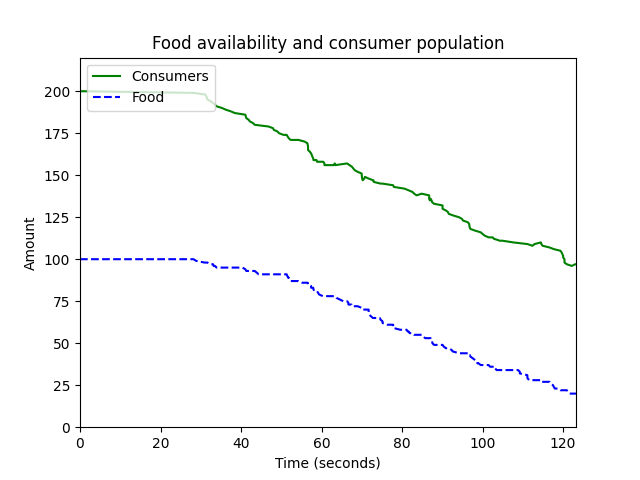 Food availability and consumer population
Consumers
Food
Amount
200
175
150
125
100
75
50
25
0
0 20 40 60 80 100 120
Time (seconds)